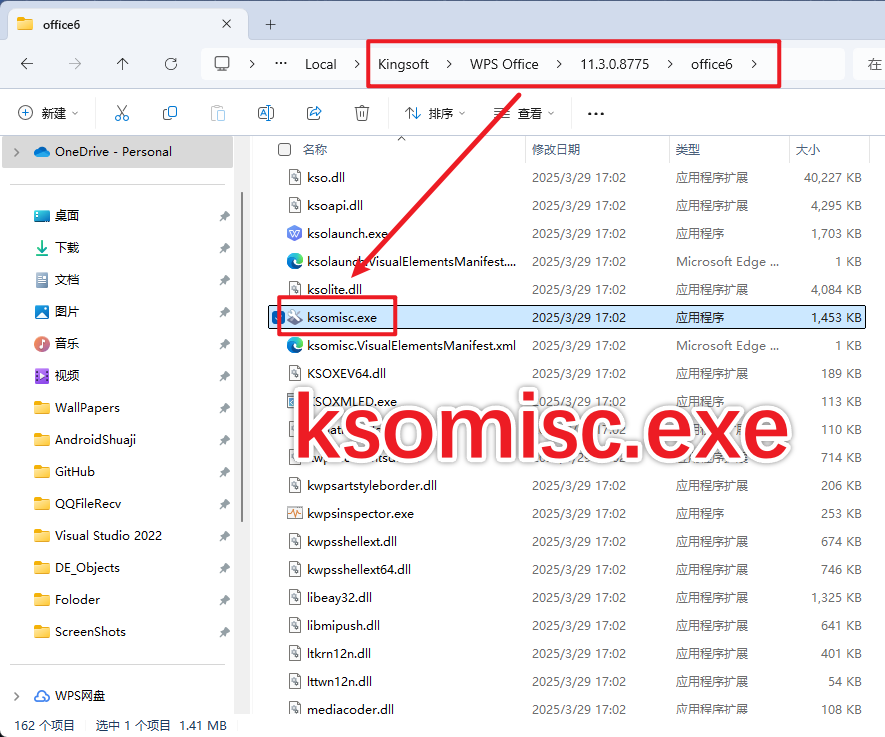 office6
Local Kingsoft WPS Office 11.3.0.8775 office6 在
新建 排序 查看
OneDrive - Personal
桌面
下载
文档
图片
音乐
视频
WallPapers
AndroidShuaji
GitHub
QQFileRecv
Visual Studio 2022
DE_Objects
Foloder
ScreenShots
WPS网盘
名称 修改日期 类型 大小
kso.dll 2025/3/29 17:02 应用程序扩展 40,227 KB
ksoapi.dll 2025/3/29 17:02 应用程序扩展 4,295 KB
ksolaunch.exe 2025/3/29 17:02 应用程序 1,703 KB
ksolaunch.VisualElementsManifest.... 2025/3/29 17:02 Microsoft Edge ... 1 KB
ksolite.dll 2025/3/29 17:02 应用程序扩展 4,084 KB
ksomisc.exe 2025/3/29 17:02 应用程序 1,453 KB
ksomisc.VisualElementsManifest.xml 2025/3/29 17:02 Microsoft Edge ... 1 KB
KSOXEV64.dll 2025/3/29 17:02 应用程序扩展 189 KB
KSOXMLED.exe 2025/3/29 17:02 应用程序 113 KB
17:02 110 KB
714 KB
ksomisc.exe
kwpsartstyleborder.dll 2025/3/29 17:02 应用程序扩展 206 KB
kwpsinspector.exe 2025/3/29 17:02 应用程序 253 KB
kwpsshellext.dll 2025/3/29 17:02 应用程序扩展 674 KB
kwpsshellext64.dll 2025/3/29 17:02 应用程序扩展 746 KB
libeay32.dll 2025/3/29 17:02 应用程序扩展 1,325 KB
libmipush.dll 2025/3/29 17:02 应用程序扩展 641 KB
ltkrn12n.dll 2025/3/29 17:02 应用程序扩展 401 KB
lttwn12n.dll 2025/3/29 17:02 应用程序扩展 54 KB
mediacoder.dll 2025/3/29 17:02 应用程序扩展 108 KB
162 个项目 选中 1 个项目 1.41 MB